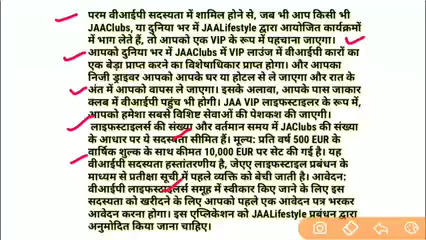 परम वीआईपी सदस्यता में शामिल होने से, जब भी आप किसी भी
JAAClubs, या दुनिया भर में JAALifestyle द्वारा आयोजित कार्यक्रमों
में भाग लेते हैं, तो आपको एक VIP के रूप में पहचाना जाएगा।
आपको दुनिया भर में JAAClubs में VIP लाउंज में वीआईपी कारों का
एक बेड़ा प्राप्त करने का विशेषाधिकार प्राप्त होगा। और आपका
निजी ड्राइवर आपको आपके घर या होटल से ले जाएगा और रात के
अंत में आपको वापस ले जाएगा। इसके अलावा, आपके पास जाकार
क्लब में वीआईपी पहुंच भी होगी। JAA VIP लाइफस्टाइलर के रूप में,
आपको हमेशा सबसे विशिष्ट सेवाओं की पेशकश की जाएगी।
लाइफस्टाइलर्स की संख्या और वर्तमान समय में JAClubs की संख्या
के आधार पर ये सदस्यता सीमित हैं। मूल्य: प्रति वर्ष 500 EUR के
वार्षिक शुल्क के साथ कीमत 10,000 EUR पर सेट की गई है। यह
वीआईपी सदस्यता हस्तांतरणीय है, जेएए लाइफस्टाइल प्रबंधन के
माध्यम से प्रतीक्षा सूची में पहले व्यक्ति को बेची जाती है। आवेदन:
वीआईपी लाइफस्टाइलर्स समूह में स्वीकार किए जाने के लिए इस
सदस्यता को खरीदने के लिए आपको पहले एक आवेदन पत्र भरकर
आवेदन करना होगा। इस एप्लिकेशन को JAALifestyle प्रबंधन द्वारा
अनुमोदित किया जाना चाहिए।